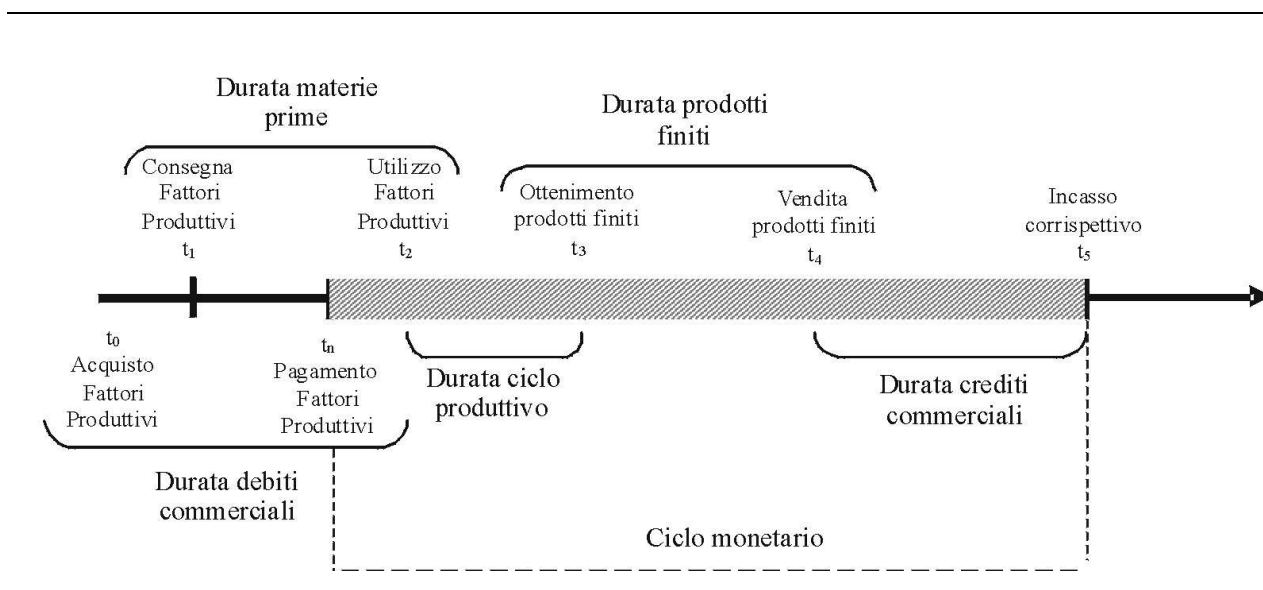 Durata materie
prime
Durata prodotti
finiti
Consegna
Fattori
Produttivi
t₁
Utilizzo
Fattori
Produttivi
t₂
Ottenimento
prodotti finiti
t₃
Vendita
prodotti finiti
t₄
Incasso
corrispettivo
t₅
t₀
Acquisto
Fattori
Produttivi
tₙ
Pagamento
Fattori
Produttivi
Durata ciclo
produttivo
Durata crediti
commerciali
Durata debiti
commerciali
Ciclo monetario